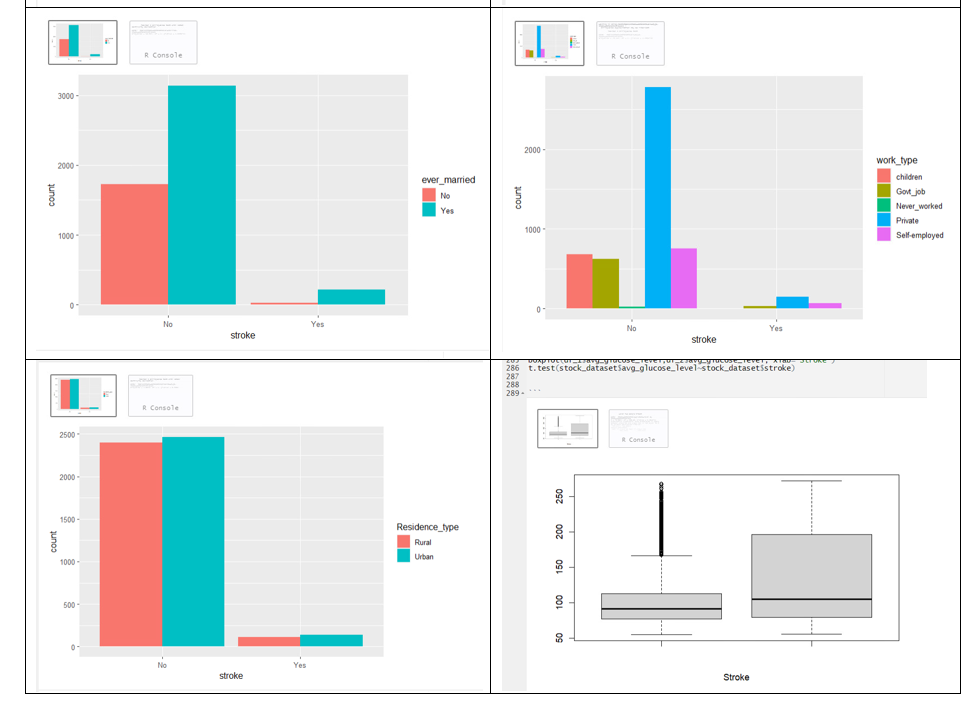 R Console
3000
2000
1000
0
count
No
Yes
stroke
ever_married
No
Yes
R Console
2000
1000
0
count
No
Yes
stroke
work_type
children
Govt_job
Never_worked
Private
Self-employed
R Console
2500
2000
1500
1000
500
0
count
No
Yes
stroke
Residence_type
Rural
Urban
286 t.test(stock_dataset$avg_glucose_level~stock_dataset$stroke)
287
288
289 ```
R Console
250
200
150
100
50
Stroke